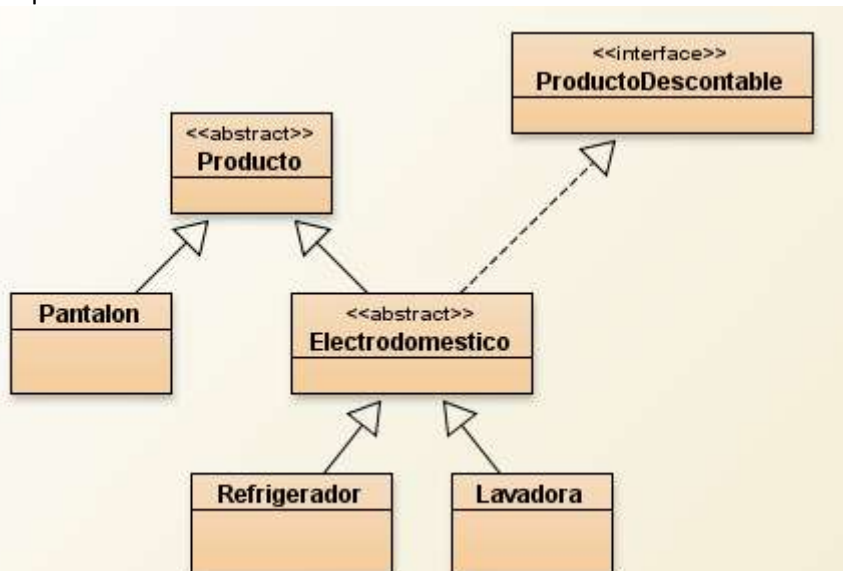 <<interface>>
ProductoDescontable
<<abstract>>
Producto
Pantalon
<<abstract>>
Electrodomestico
Refrigerador
Lavadora